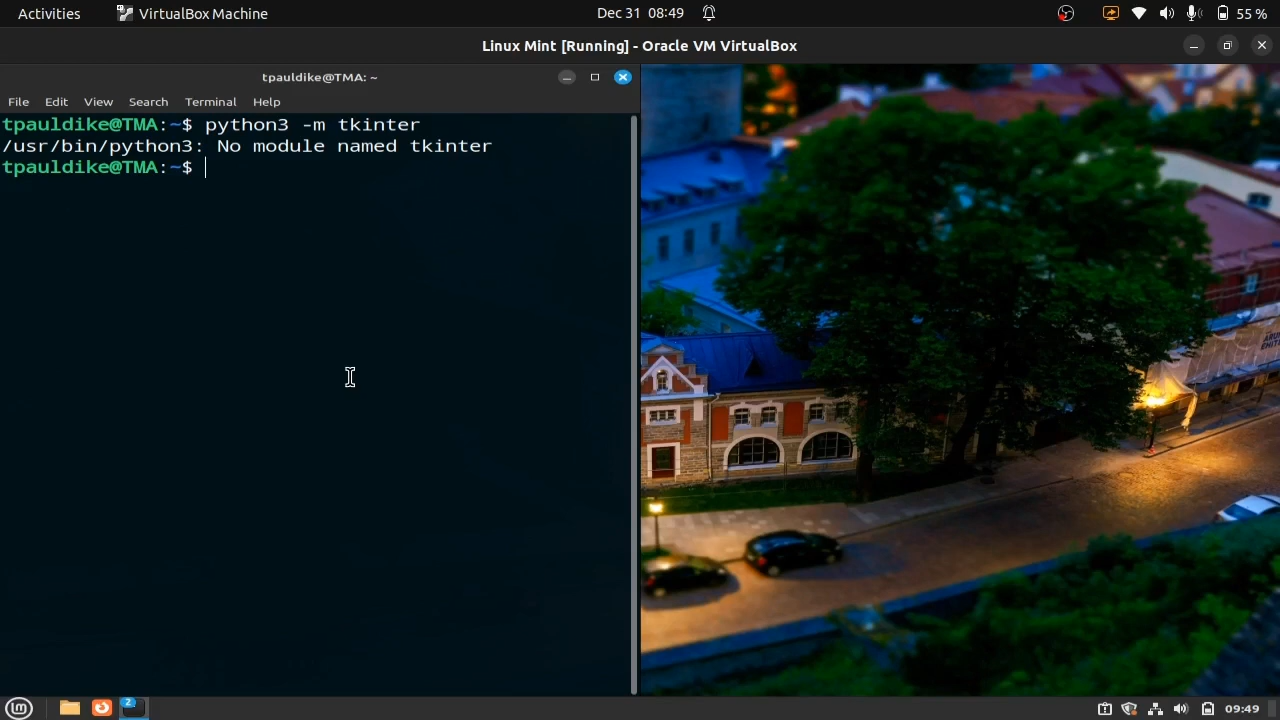 Activities
VirtualBox Machine
Dec 31 08:49
55 %
Linux Mint [Running] - Oracle VM VirtualBox
tpauldike@TMA: ~
File Edit View Search Terminal Help
tpauldike@TMA:~$ python3 -m tkinter
/usr/bin/python3: No module named tkinter
tpauldike@TMA:~$
2
09:49